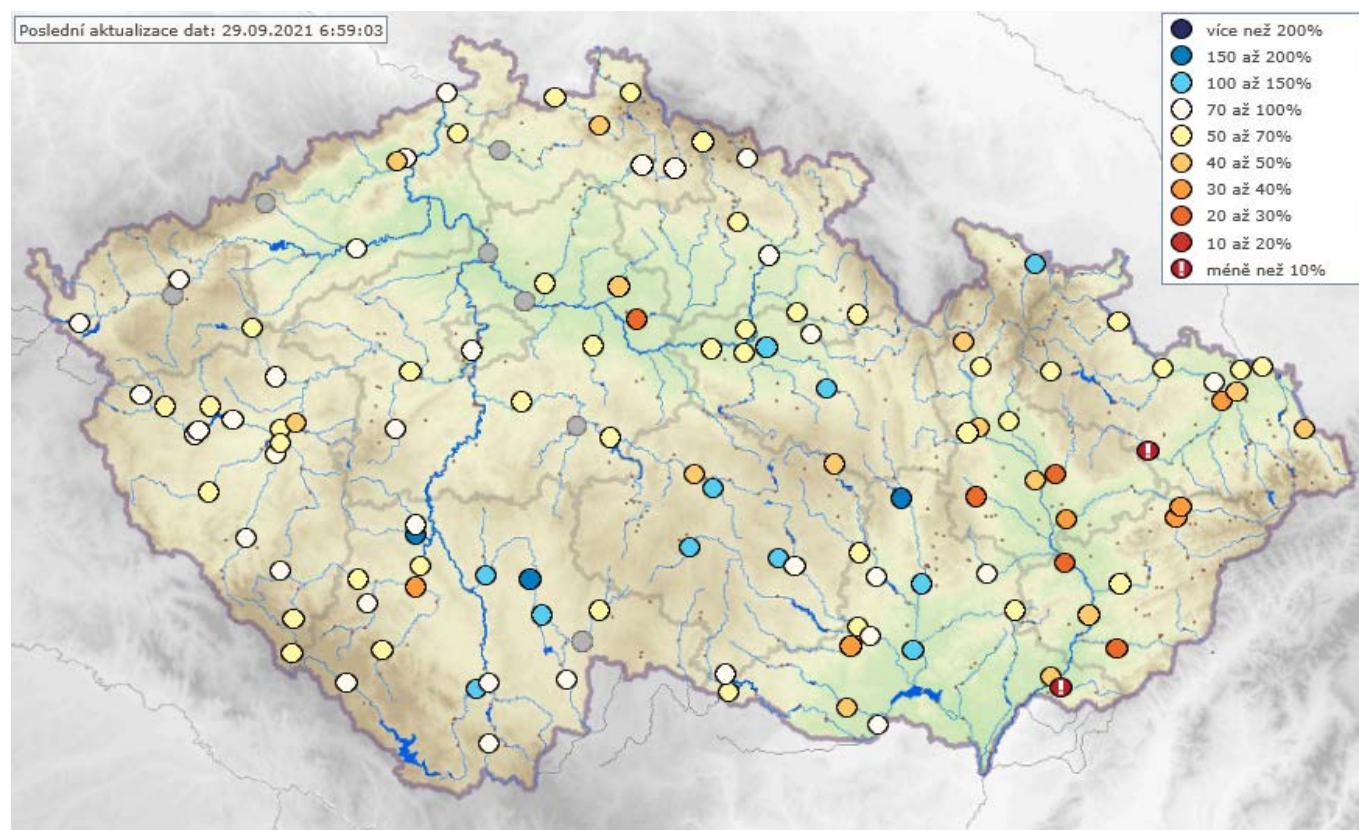 Poslední aktualizace dat: 29.09.2021 6:59:03
více než 200%
150 až 200%
100 až 150%
70 až 100%
50 až 70%
40 až 50%
30 až 40%
20 až 30%
10 až 20%
méně než 10%